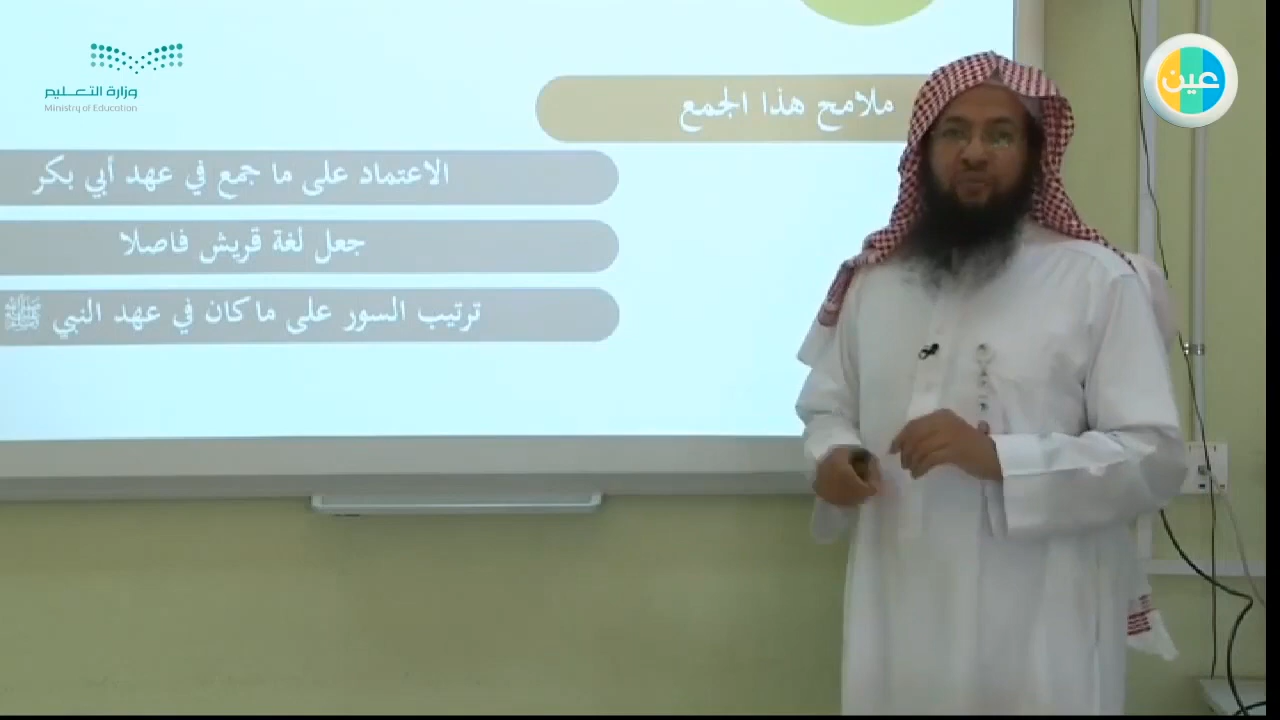 وزارة التعليم
Ministry of Education
عين
ملامح هذا الجمع
الاعتماد على ما جمع في عهد أبي بكر
جعل لغة قريش فاصلا
ترتيب السور على ما كان في عهد النبي ﷺ